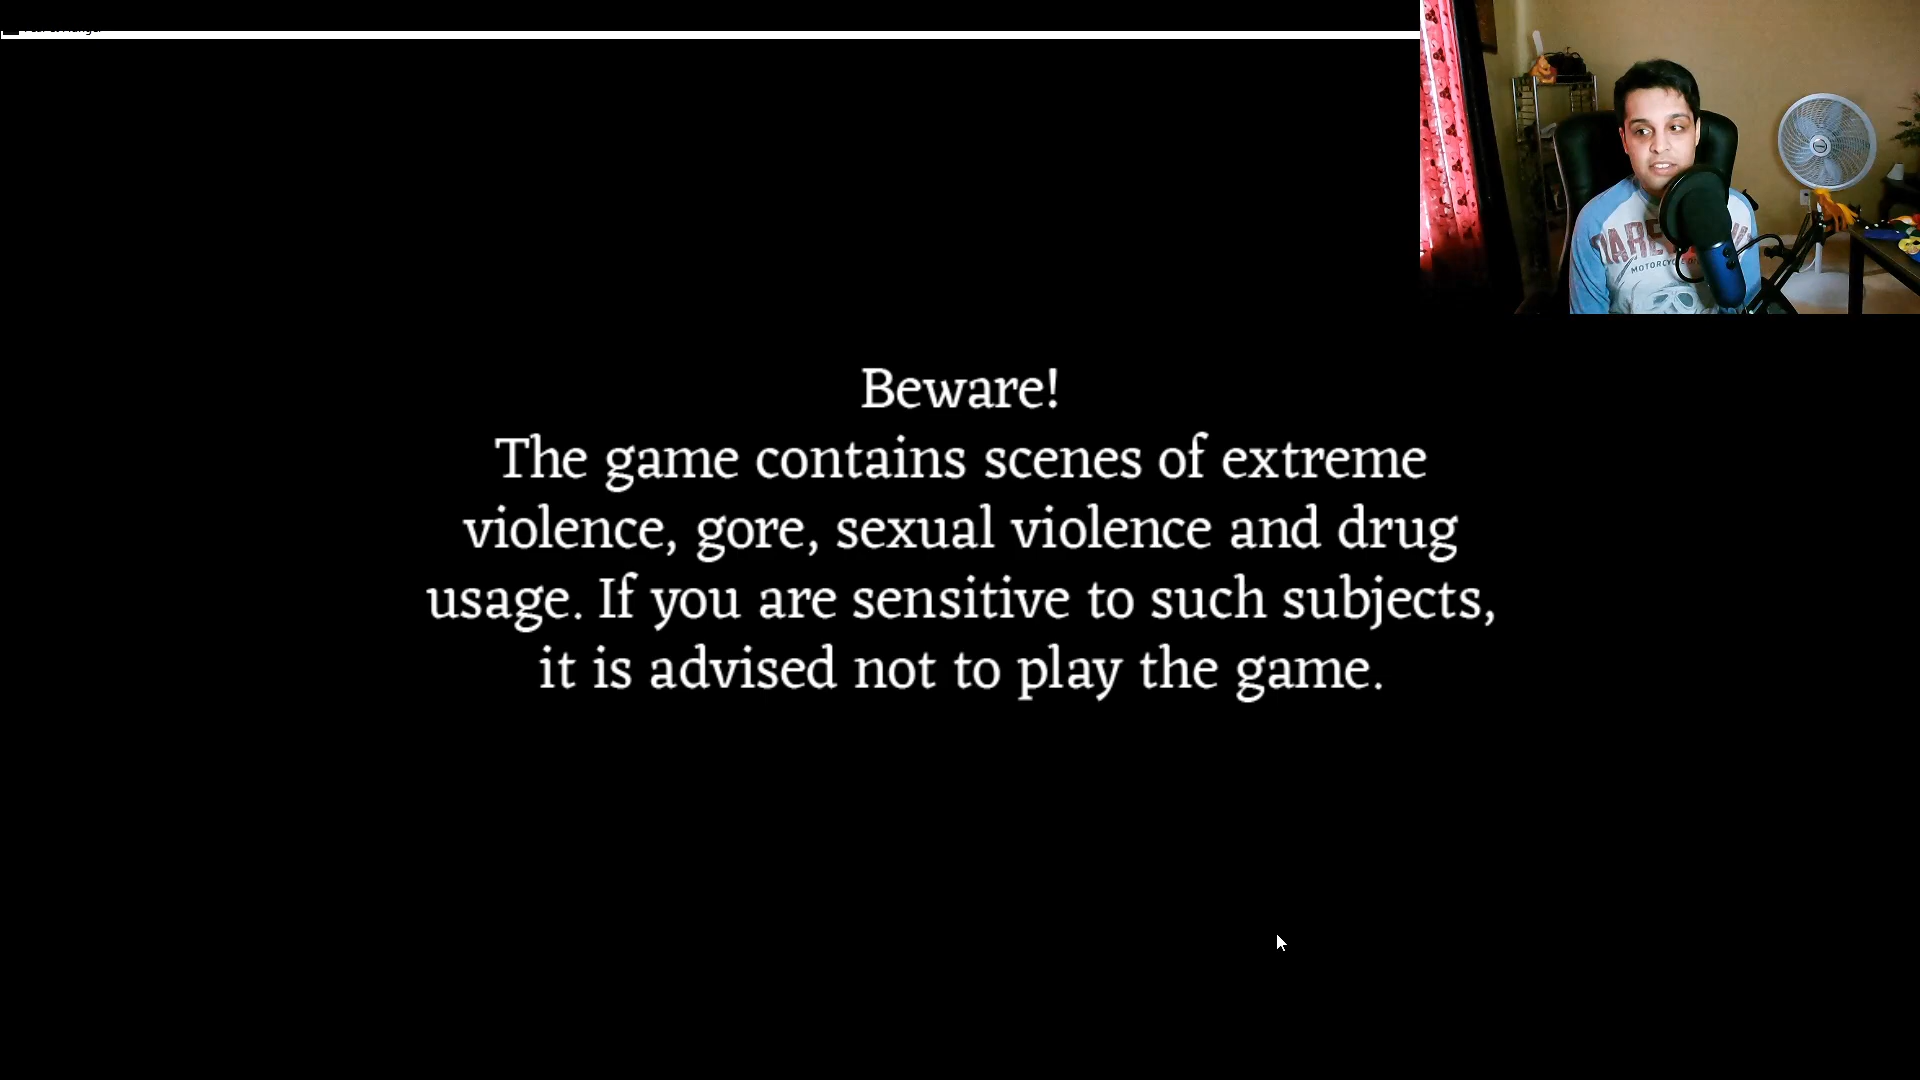 Beware!
The game contains scenes of extreme
violence, gore, sexual violence and drug
usage. If you are sensitive to such subjects,
it is advised not to play the game.
MOTORCYCLE